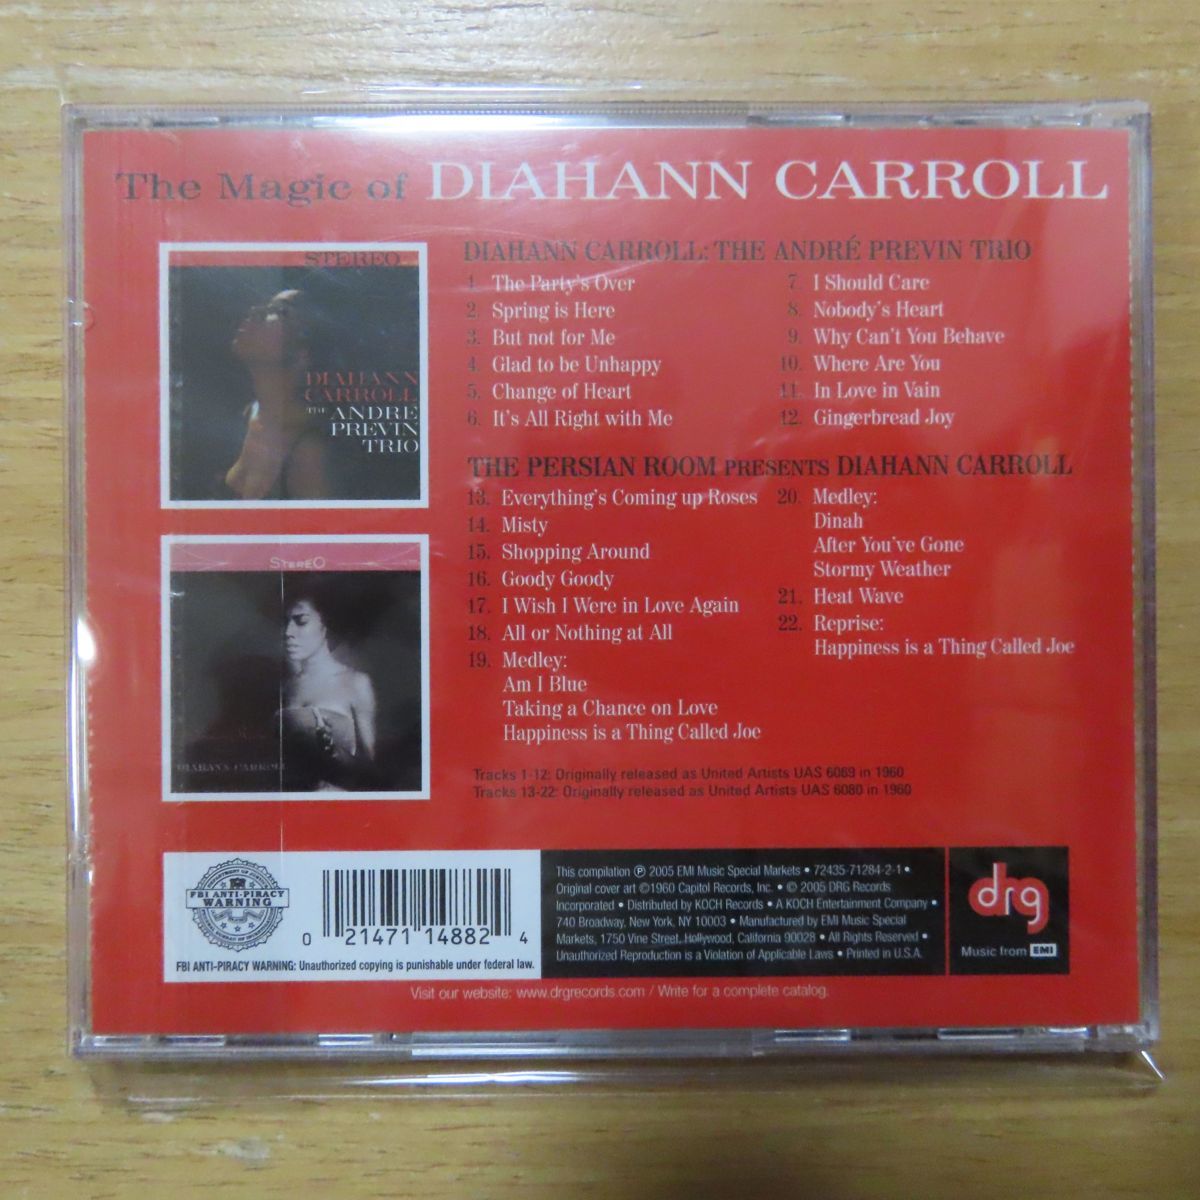 The Magic of DIAHANN CARROLL
STEREO
DIAHANN
CARROLL
THE ANDRÉ
PREVIN
TRIO
DIAHANN CARROLL: THE ANDRÉ PREVIN TRIO
1. The Party's Over
2. Spring is Here
3. But not for Me
4. Glad to be Unhappy
5. Change of Heart
6. It's All Right with Me
7. I Should Care
8. Nobody's Heart
9. Why Can't You Behave
10. Where Are You
11. In Love in Vain
12. Gingerbread Joy
STEREO
DIAHANN CARROLL
THE PERSIAN ROOM PRESENTS DIAHANN CARROLL
13. Everything's Coming up Roses
14. Misty
15. Shopping Around
16. Goody Goody
17. I Wish I Were in Love Again
18. All or Nothing at All
19. Medley:
Am I Blue
Taking a Chance on Love
Happiness is a Thing Called Joe
20. Medley:
Dinah
After You've Gone
Stormy Weather
21. Heat Wave
22. Reprise:
Happiness is a Thing Called Joe
Tracks 1-12: Originally released as United Artists UAS 6069 in 1960
Tracks 13-22: Originally released as United Artists UAS 6080 in 1960
FBI ANTI-PIRACY
WARNING
0 21471 14882 4
FBI ANTI-PIRACY WARNING: Unauthorized copying is punishable under federal law.
This compilation ℗ 2005 EMI Music Special Markets • 72435-71284-2-1 •
Original cover art ©1960 Capitol Records, Inc. • © 2005 DRG Records
Incorporated • Distributed by KOCH Records • A KOCH Entertainment Company •
740 Broadway, New York, NY 10003 • Manufactured by EMI Music Special
Markets, 1750 Vine Street, Hollywood, California 90028 • All Rights Reserved •
Unauthorized Reproduction is a Violation of Applicable Laws • Printed in U.S.A.
drg
Music from EMI
Visit our website: www.drgrecords.com / Write for a complete catalog.